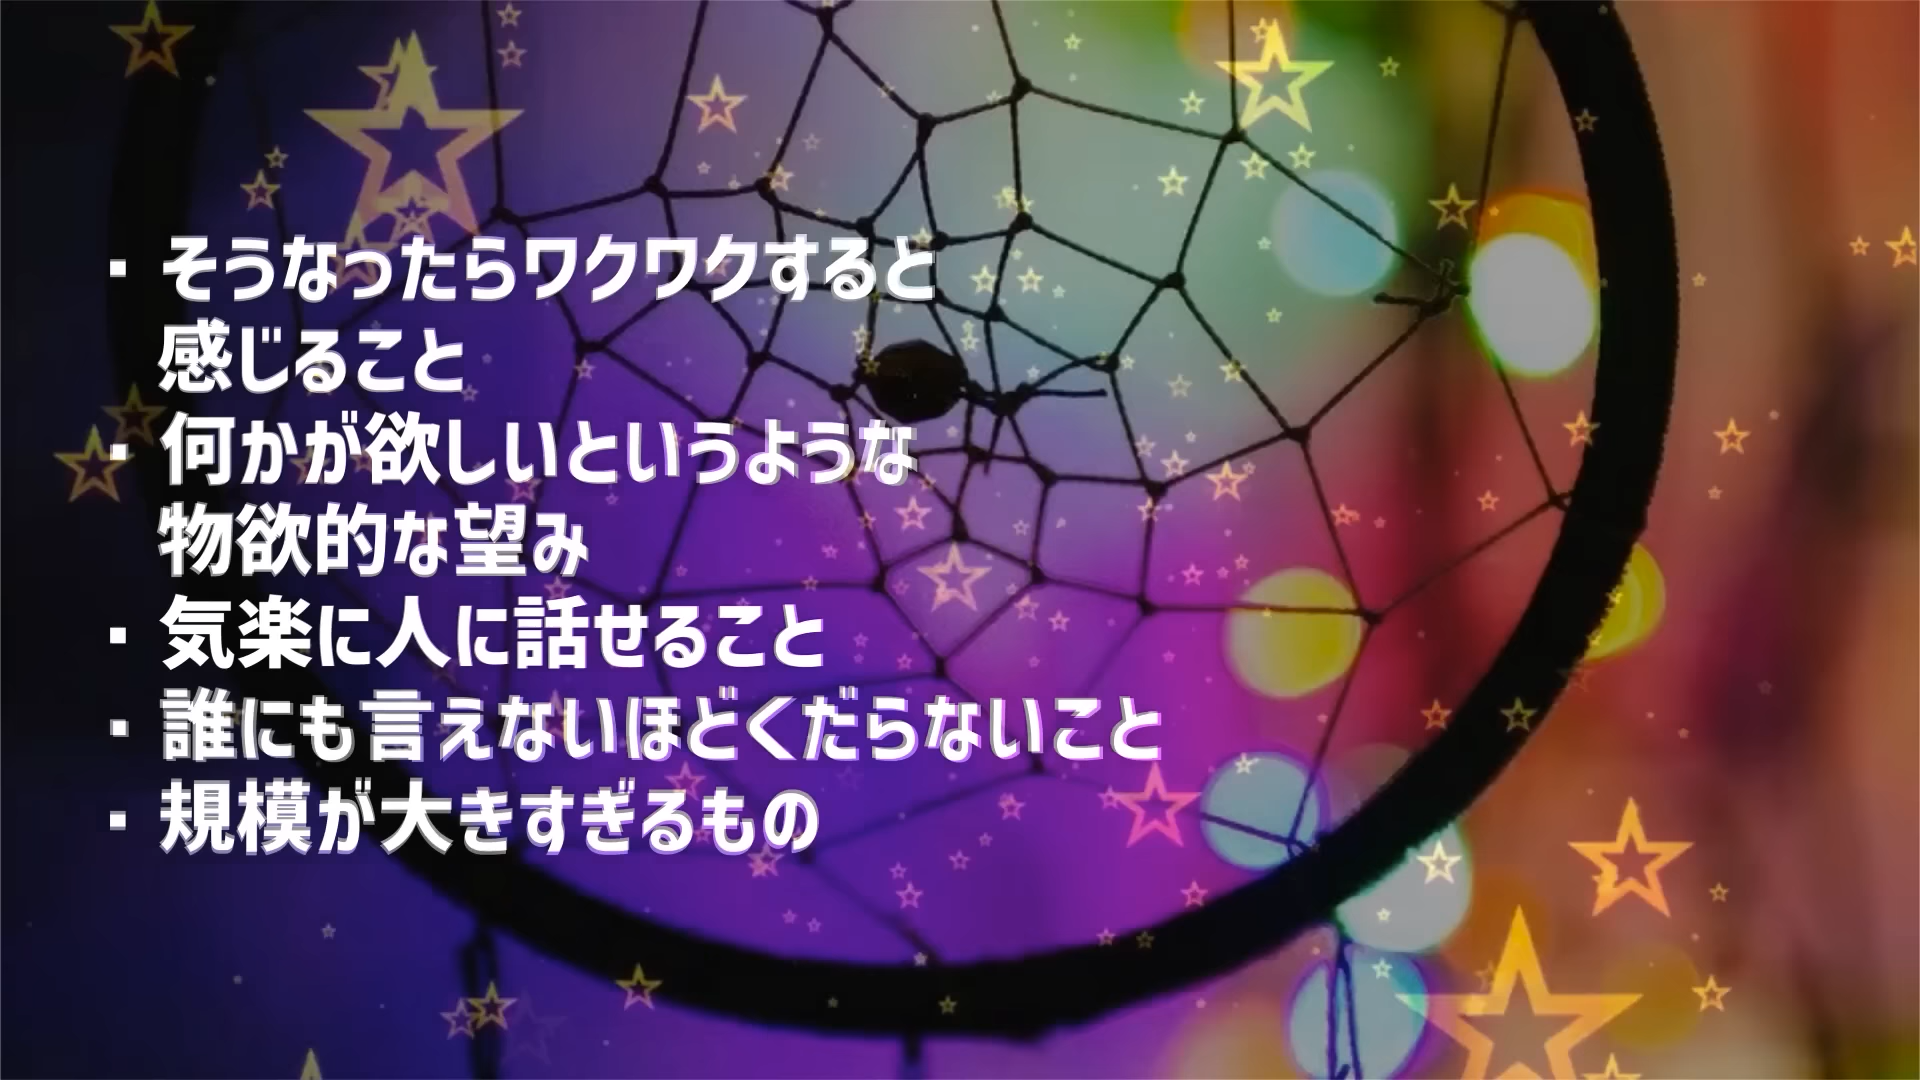 ・そうなったらワクワクすると
感じること
・何かが欲しいというような
物欲的な望み
・気楽に人に話せること
・誰にも言えないほどくだらないこと
・規模が大きすぎるもの